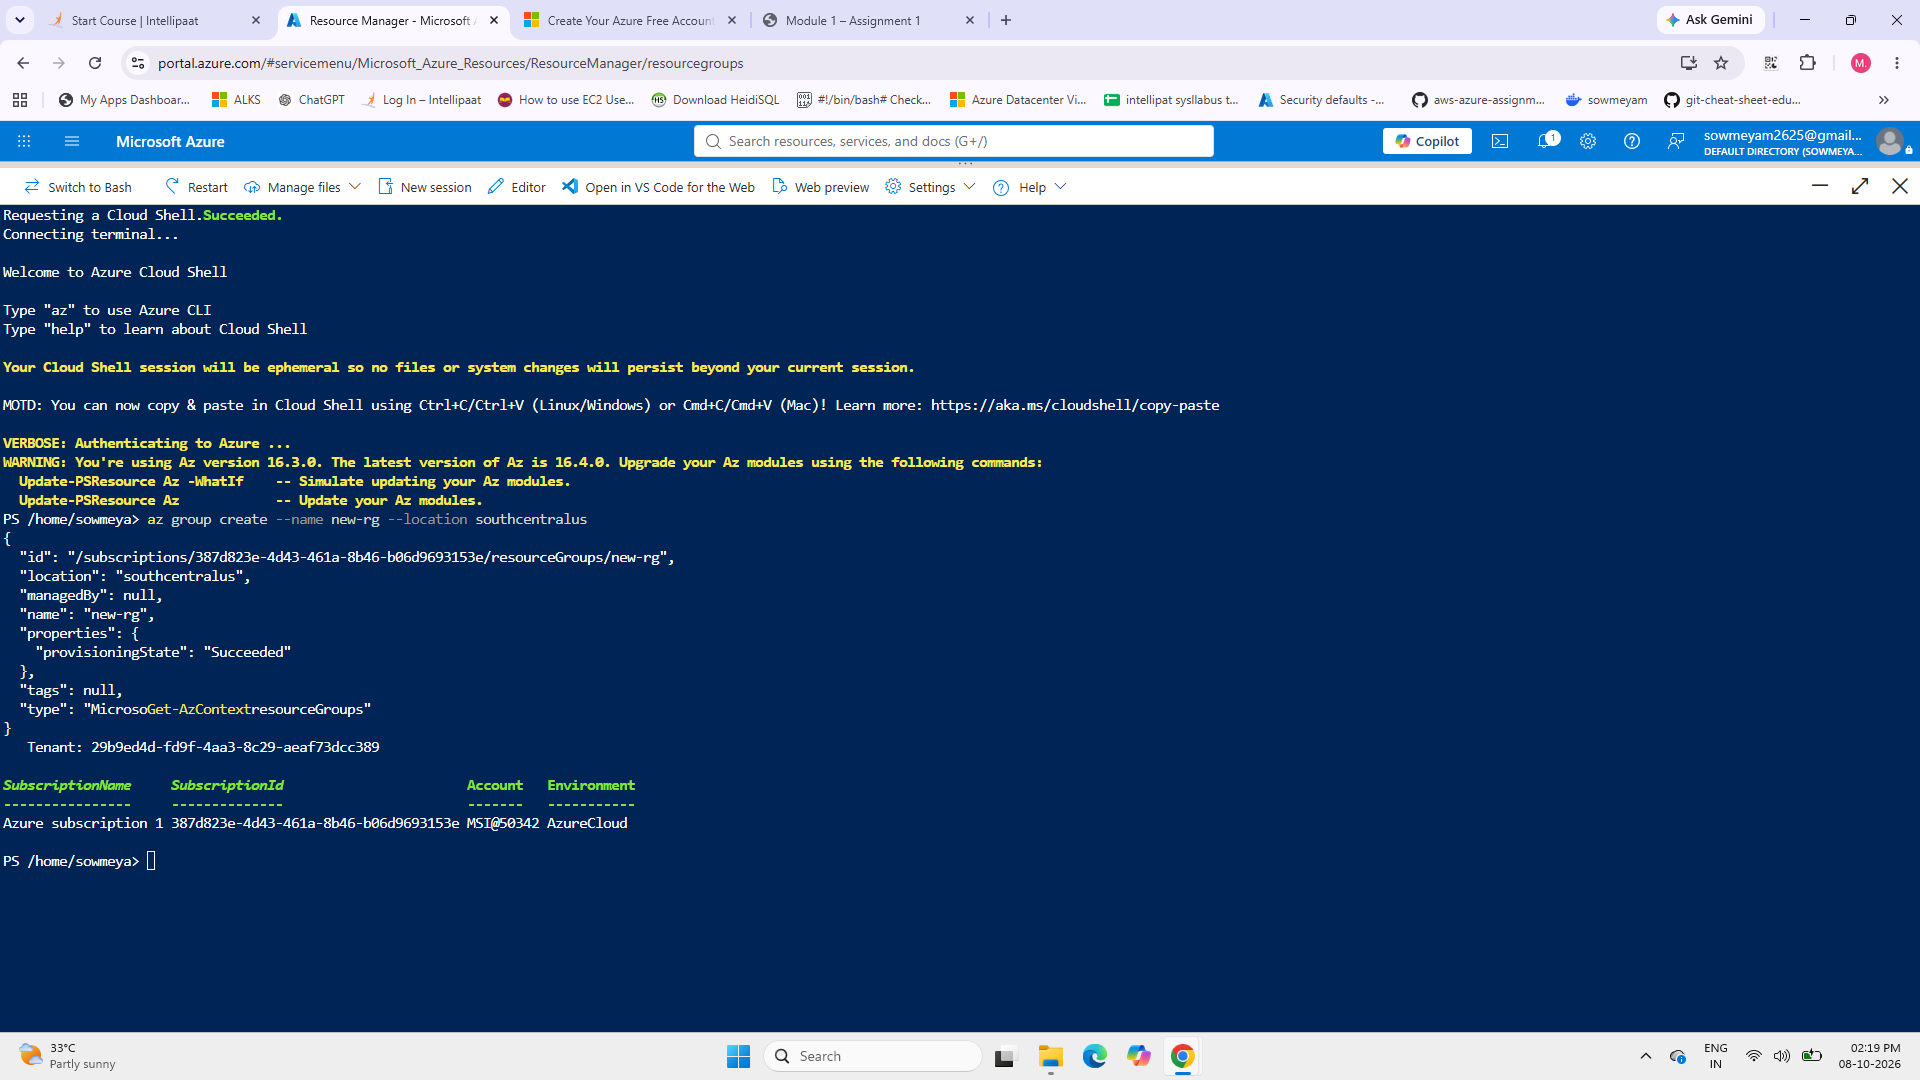 Start Course | Intellipaat
Resource Manager - Microsoft A
Create Your Azure Free Account
Module 1 – Assignment 1
Ask Gemini
portal.azure.com/#servicemenu/Microsoft_Azure_Resources/ResourceManager/resourcegroups
M.
My Apps Dashboar...
ALKS
ChatGPT
Log In – Intellipaat
How to use EC2 Use...
Download HeidiSQL
#!/bin/bash# Check...
Azure Datacenter Vi...
intellipat sysllabus t...
Security defaults -...
aws-azure-assignm...
sowmeyam
git-cheat-sheet-edu...
Microsoft Azure
Search resources, services, and docs (G+/)
Copilot
1
sowmeyam2625@gmail...
DEFAULT DIRECTORY (SOWMEYA...
Switch to Bash
Restart
Manage files
New session
Editor
Open in VS Code for the Web
Web preview
Settings
Help
Requesting a Cloud Shell.Succeeded.
Connecting terminal...
Welcome to Azure Cloud Shell
Type "az" to use Azure CLI
Type "help" to learn about Cloud Shell
Your Cloud Shell session will be ephemeral so no files or system changes will persist beyond your current session.
MOTD: You can now copy & paste in Cloud Shell using Ctrl+C/Ctrl+V (Linux/Windows) or Cmd+C/Cmd+V (Mac)! Learn more: https://aka.ms/cloudshell/copy-paste
VERBOSE: Authenticating to Azure ...
WARNING: You're using Az version 16.3.0. The latest version of Az is 16.4.0. Upgrade your Az modules using the following commands:
  Update-PSResource Az -WhatIf    -- Simulate updating your Az modules.
  Update-PSResource Az            -- Update your Az modules.
PS /home/sowmeya> az group create --name new-rg --location southcentralus
{
  "id": "/subscriptions/387d823e-4d43-461a-8b46-b06d9693153e/resourceGroups/new-rg",
  "location": "southcentralus",
  "managedBy": null,
  "name": "new-rg",
  "properties": {
    "provisioningState": "Succeeded"
  },
  "tags": null,
  "type": "MicrosoGet-AzContextresourceGroups"
}
   Tenant: 29b9ed4d-fd9f-4aa3-8c29-aeaf73dcc389
SubscriptionName     SubscriptionId                       Account   Environment
----------------     --------------                       -------   -----------
Azure subscription 1 387d823e-4d43-461a-8b46-b06d9693153e MSI@50342 AzureCloud
PS /home/sowmeya>
33°C
Partly sunny
Search
ENG
IN
02:19 PM
08-10-2026